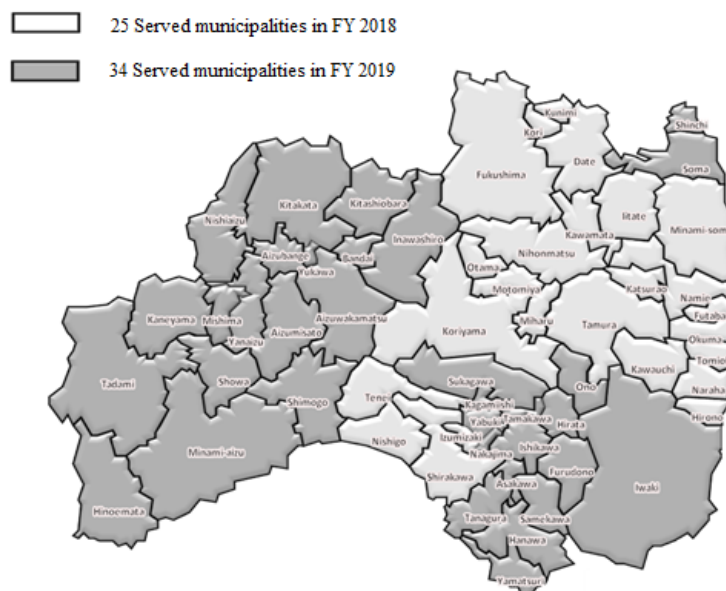 25 Served municipalities in FY 2018
34 Served municipalities in FY 2019
Kunimi
Shinchi
Kori
Date
Soma
Fukushima
Kitakata
Kitashiobara
Nishiaizu
Iitate
Minami-som
Inawashiro
Kawamata
Aizubange
Bandai
Nihonmatsu
Yukawa
Otama
Katsurao
Motomiya
Namie
Kaneyama
Mishima
Aizuwakamatsu
Miharu
Futaba
Aizumisato
Koriyama
Tamura
Yanaizu
Okuma
Tadami
Showa
Sukagawa
Ono
Kawauchi
Tomio
Shimogo
Tenei
Naraha
Kagamiishi
Yabuki
Tamakawa
Hirata
Hirono
Nishigo
Izumizaki
Ishikawa
Minami-aizu
Nakajima
Furudono
Shirakawa
Asakawa
Iwaki
Hinoemata
Tanagura
Samekawa
Hanawa
Yamatsuri